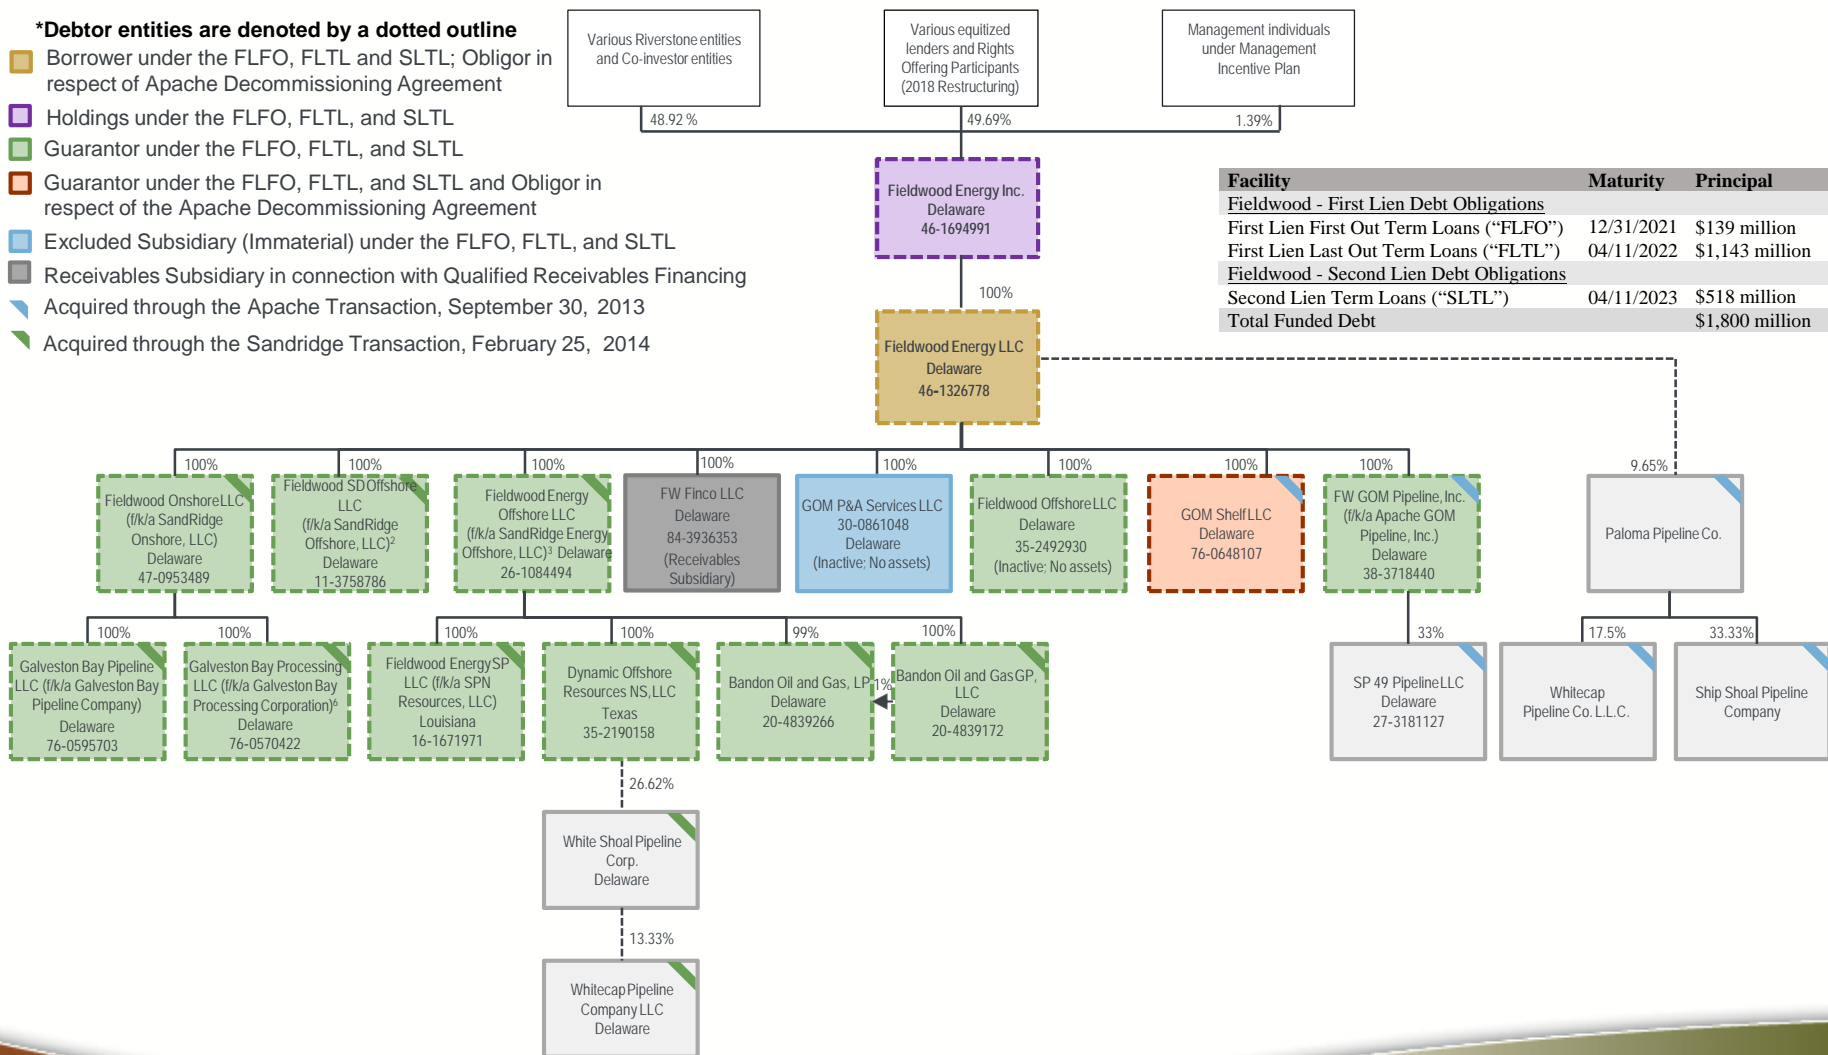 *Debtor entities are denoted by a dotted outline
Borrower under the FLFO, FLTL and SLTL; Obligor in
respect of Apache Decommissioning Agreement
Holdings under the FLFO, FLTL, and SLTL
Guarantor under the FLFO, FLTL, and SLTL
Guarantor under the FLFO, FLTL, and SLTL and Obligor in
respect of the Apache Decommissioning Agreement
Excluded Subsidiary (Immaterial) under the FLFO, FLTL, and SLTL
Receivables Subsidiary in connection with Qualified Receivables Financing
Acquired through the Apache Transaction, September 30, 2013
Acquired through the Sandridge Transaction, February 25, 2014
Various Riverstone entities
and Co-investor entities
Various equitized
lenders and Rights
Offering Participants
(2018 Restructuring)
Management individuals
under Management
Incentive Plan
48.92 %
49.69%
1.39%
Fieldwood Energy Inc.
Delaware
46-1694991
100%
Fieldwood Energy LLC
Delaware
46-1326778
Facility Maturity Principal
Fieldwood - First Lien Debt Obligations
First Lien First Out Term Loans (“FLFO”) 12/31/2021 $139 million
First Lien Last Out Term Loans (“FLTL”) 04/11/2022 $1,143 million
Fieldwood - Second Lien Debt Obligations
Second Lien Term Loans (“SLTL”) 04/11/2023 $518 million
Total Funded Debt $1,800 million
100%
100%
100%
100%
100%
100%
100%
100%
9.65%
Fieldwood Onshore LLC
(f/k/a SandRidge
Onshore, LLC)
Delaware
47-0953489
Fieldwood SD Offshore
LLC
(f/k/a SandRidge
Offshore, LLC)2
Delaware
11-3758786
Fieldwood Energy
Offshore LLC
(f/k/a SandRidge Energy
Offshore, LLC)3 Delaware
26-1084494
FW Finco LLC
Delaware
84-3936353
(Receivables
Subsidiary)
GOM P&A Services LLC
30-0861048
Delaware
(Inactive; No assets)
Fieldwood Offshore LLC
Delaware
35-2492930
(Inactive; No assets)
GOM Shelf LLC
Delaware
76-0648107
FW GOM Pipeline, Inc.
(f/k/a Apache GOM
Pipeline, Inc.)
Delaware
38-3718440
Paloma Pipeline Co.
100%
100%
100%
100%
99%
100%
33%
17.5%
33.33%
Galveston Bay Pipeline
LLC (f/k/a Galveston Bay
Pipeline Company)
Delaware
76-0595703
Galveston Bay Processing
LLC (f/k/a Galveston Bay
Processing Corporation)6
Delaware
76-0570422
Fieldwood Energy SP
LLC (f/k/a SPN
Resources, LLC)
Louisiana
16-1671971
Dynamic Offshore
Resources NS, LLC
Texas
35-2190158
Bandon Oil and Gas, LP
Delaware
20-4839266
1%
Bandon Oil and Gas GP,
LLC
Delaware
20-4839172
SP 49 Pipeline LLC
Delaware
27-3181127
Whitecap
Pipeline Co. L.L.C.
Ship Shoal Pipeline
Company
26.62%
White Shoal Pipeline
Corp.
Delaware
13.33%
Whitecap Pipeline
Company LLC
Delaware